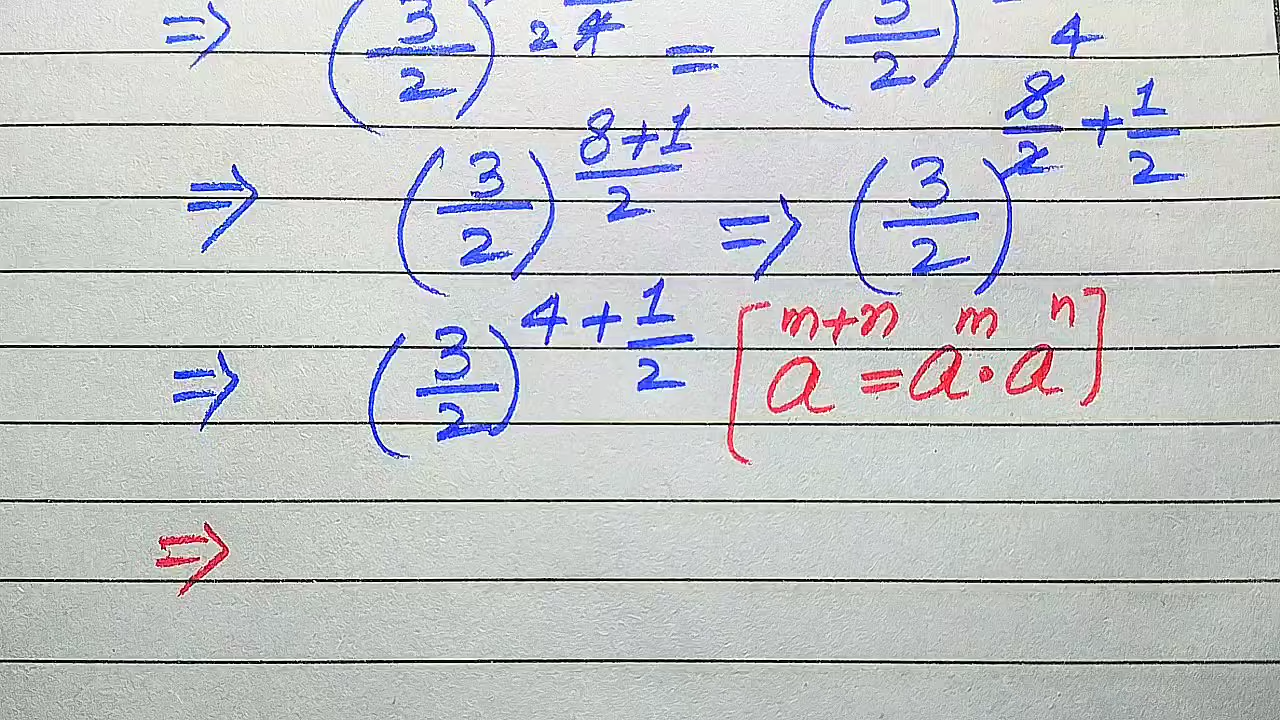 ⇒ (3/2) 2 4 = (3/2) 4
⇒ (3/2)^((8+1)/2) ⇒ (3/2)^(8/2 + 1/2)
⇒ (3/2)^(4 + 1/2) [a^(m+n) = a^m · a^n]
⇒